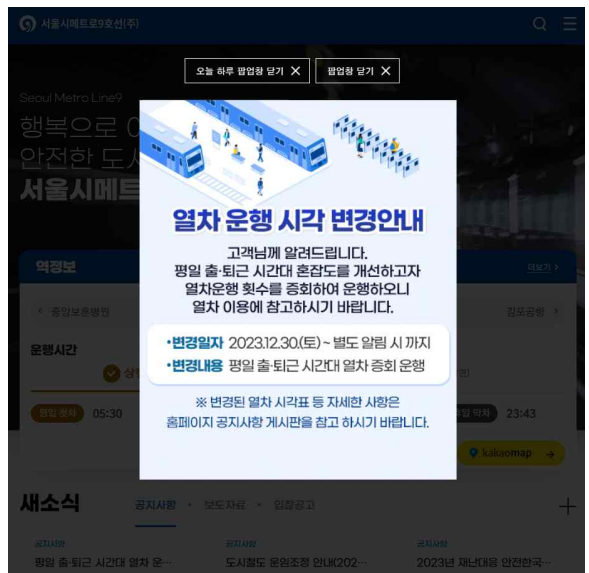 서울시메트로9호선(주)
오늘 하루 팝업창 닫기 ✕ 팝업창 닫기 ✕
Seoul Metro Line9
행복으로
안전한 도시
서울시메트
열차 운행 시각 변경안내
고객님께 알려드립니다.
평일 출·퇴근 시간대 혼잡도를 개선하고자
열차운행 횟수를 증회하여 운행하오니
열차 이용에 참고하시기 바랍니다.
•변경일자 2023.12.30.(토) ~ 별도 알림 시 까지
•변경내용 평일 출·퇴근 시간대 열차 증회 운행
※ 변경된 열차 시각표 등 자세한 사항은
홈페이지 공지사항 게시판을 참고 하시기 바랍니다.
역정보 더보기 >
< 중앙보훈병원 김포공항 >
운행시간
평일 첫차 05:30 막차 23:43
kakaomap →
새소식 공지사항 • 보도자료 • 입찰공고 +
공지사항 공지사항 공지사항
평일 출·퇴근 시간대 열차 운··· 도시철도 운임조정 안내(202··· 2023년 재난대응 안전한국···